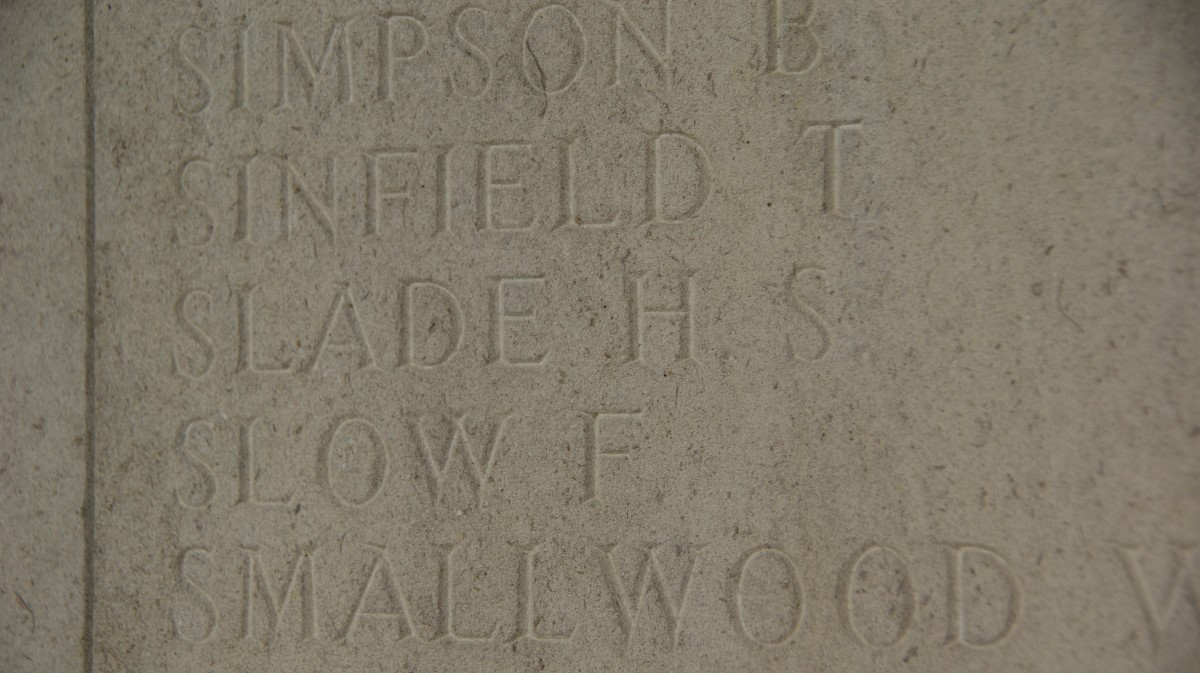 SIMPSON B
SINFIELD T
SLADE H S
SLOW F
SMALLWOOD